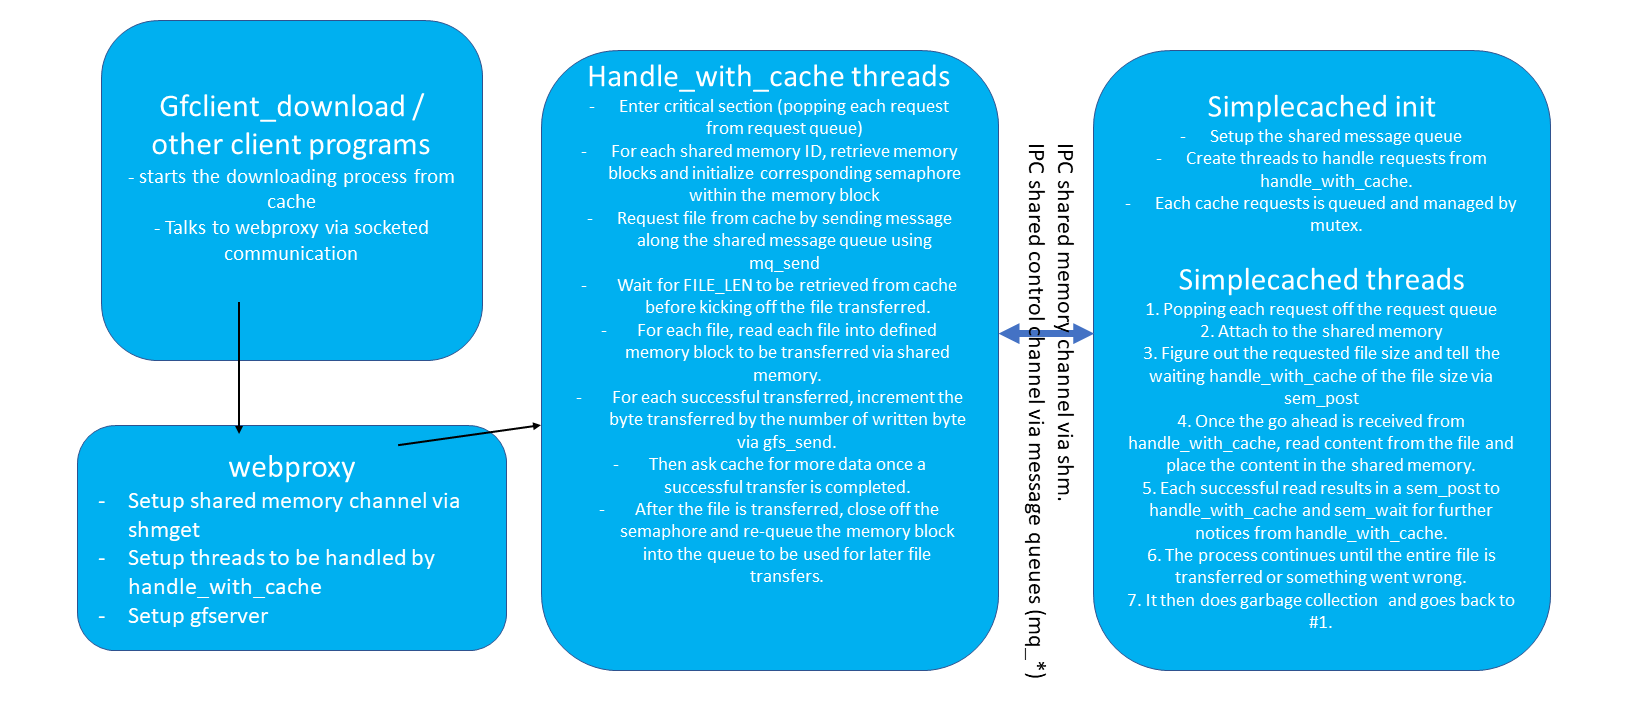 Gfclient_download /
other client programs
- starts the downloading process from
cache
- Talks to webproxy via socketed
communication
webproxy
- Setup shared memory channel via
shmget
- Setup threads to be handled by
handle_with_cache
- Setup gfserver
Handle_with_cache threads
- Enter critical section (popping each request
from request queue)
- For each shared memory ID, retrieve memory
blocks and initialize corresponding semaphore
within the memory block
- Request file from cache by sending message
along the shared message queue using
mq_send
- Wait for FILE_LEN to be retrieved from cache
before kicking off the file transferred.
- For each file, read each file into defined
memory block to be transferred via shared
memory.
- For each successful transferred, increment the
byte transferred by the number of written byte
via gfs_send.
- Then ask cache for more data once a
successful transfer is completed.
- After the file is transferred, close off the
semaphore and re-queue the memory block
into the queue to be used for later file
transfers.
IPC shared memory channel via shm.
IPC shared control channel via message queues (mq_*)
Simplecached init
- Setup the shared message queue
- Create threads to handle requests from
handle_with_cache.
- Each cache requests is queued and managed by
mutex.
Simplecached threads
1. Popping each request off the request queue
2. Attach to the shared memory
3. Figure out the requested file size and tell the
waiting handle_with_cache of the file size via
sem_post
4. Once the go ahead is received from
handle_with_cache, read content from the file and
place the content in the shared memory.
5. Each successful read results in a sem_post to
handle_with_cache and sem_wait for further
notices from handle_with_cache.
6. The process continues until the entire file is
transferred or something went wrong.
7. It then does garbage collection and goes back to
#1.